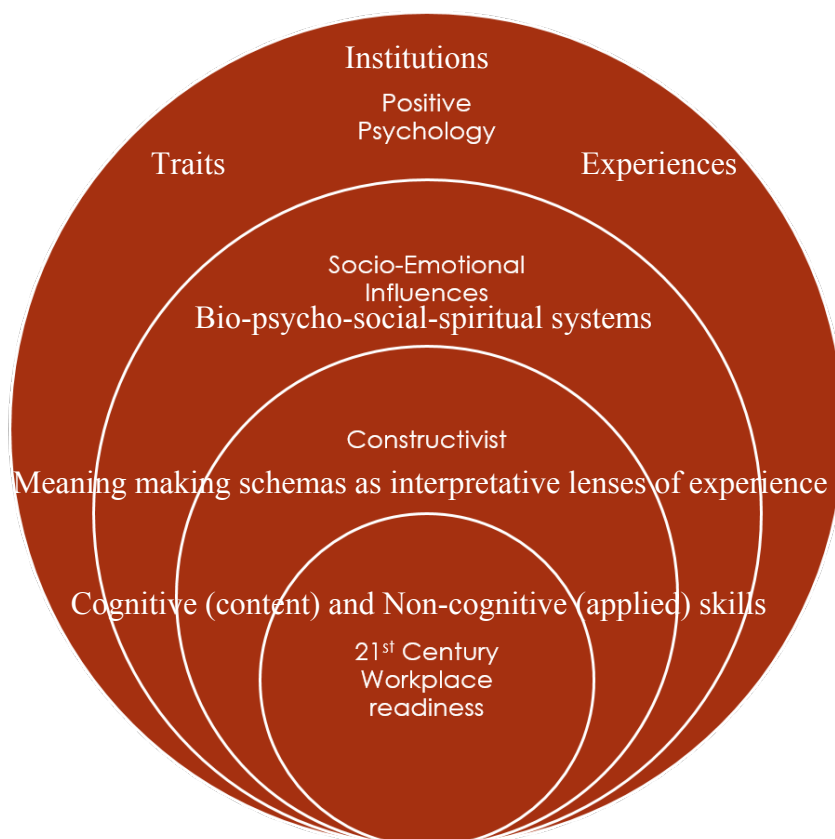 Institutions
Positive
Psychology
Traits
Experiences
Socio-Emotional
Influences
Bio-psycho-social-spiritual systems
Constructivist
Meaning making schemas as interpretative lenses of experience
Cognitive (content) and Non-cognitive (applied) skills
21st Century
Workplace
readiness